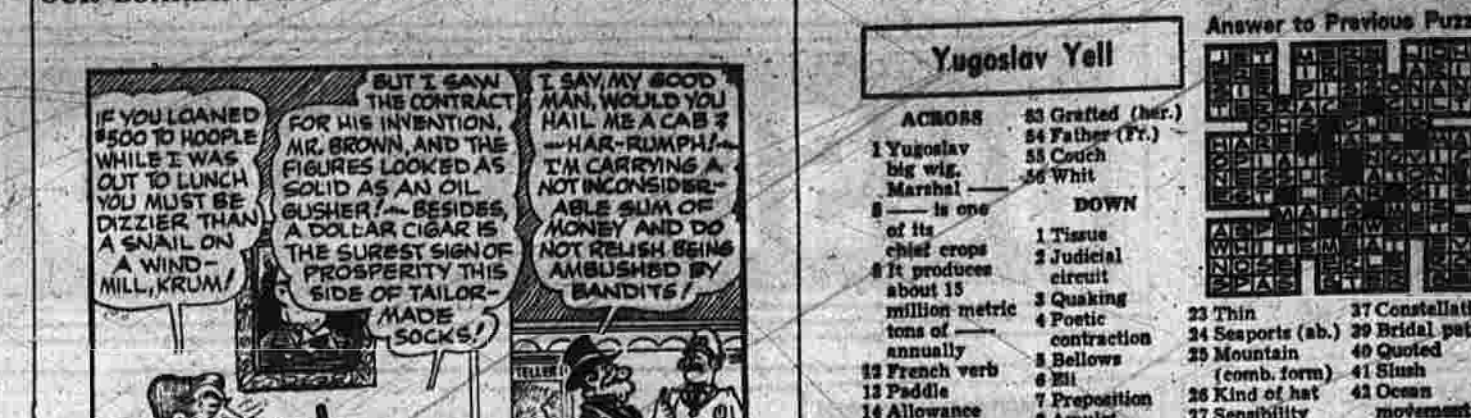 IF YOU LOANED
$500 TO HOOPLE
WHILE I WAS
OUT TO LUNCH
YOU MUST BE
DIZZIER THAN
A SNAIL ON
A WIND-
MILL, KRUM!
BUT I SAW
THE CONTRACT
FOR HIS INVENTION,
MR. BROWN, AND THE
FIGURES LOOKED AS
SOLID AS AN OIL
GUSHER!~ BESIDES,
A DOLLAR CIGAR IS
THE SUREST SIGN OF
PROSPERITY THIS
SIDE OF TAILOR-
MADE
SOCKS!
I SAY, MY GOOD
MAN, WOULD YOU
HAIL ME A CAB?
~HAR-RUMPH!~
I'M CARRYING A
NOT INCONSIDER-
ABLE SUM OF
MONEY AND DO
NOT RELISH BEING
AMBUSHED BY
BANDITS!
TELLER
Yugoslav Yell
ACROSS
1 Yugoslav
big wig,
Marshal ——
—— is one
of its
chief crops
It produces
about 15
million metric
tons of ——
annually
12 French verb
13 Paddle
14 Allowance
53 Grafted (her.)
54 Father (Fr.)
55 Couch
56 Whit
DOWN
1 Tissue
2 Judicial
circuit
3 Quaking
4 Poetic
contraction
5 Bellows
6 Eli
7 Preposition
Answer to Previous
23 Thin
24 Seaports (ab.)
25 Mountain
(comb. form)
26 Kind of hat
27 Sensibility
37
39 Bridal
40 Quoted
41 Slush
42 Ocean